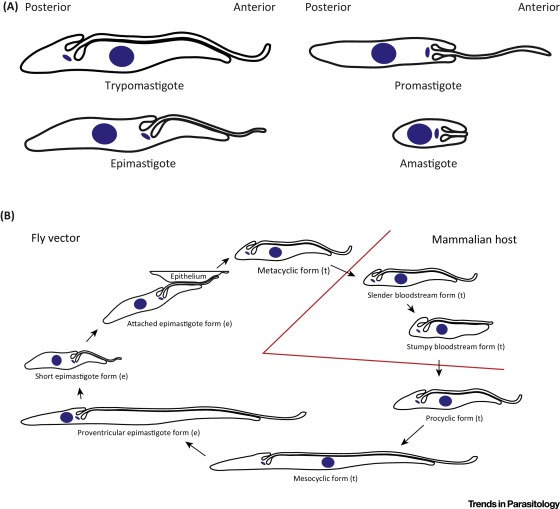 (A)
Posterior Anterior Posterior Anterior
Trypomastigote
Promastigote
Epimastigote
Amastigote
(B)
Fly vector
Mammalian host
Epithelium
Metacyclic form (t)
Slender bloodstream form (t)
Attached epimastigote form (e)
Stumpy bloodstream form (t)
Short epimastigote form (e)
Procyclic form (t)
Proventricular epimastigote form (e)
Mesocyclic form (t)
Trends in Parasitology